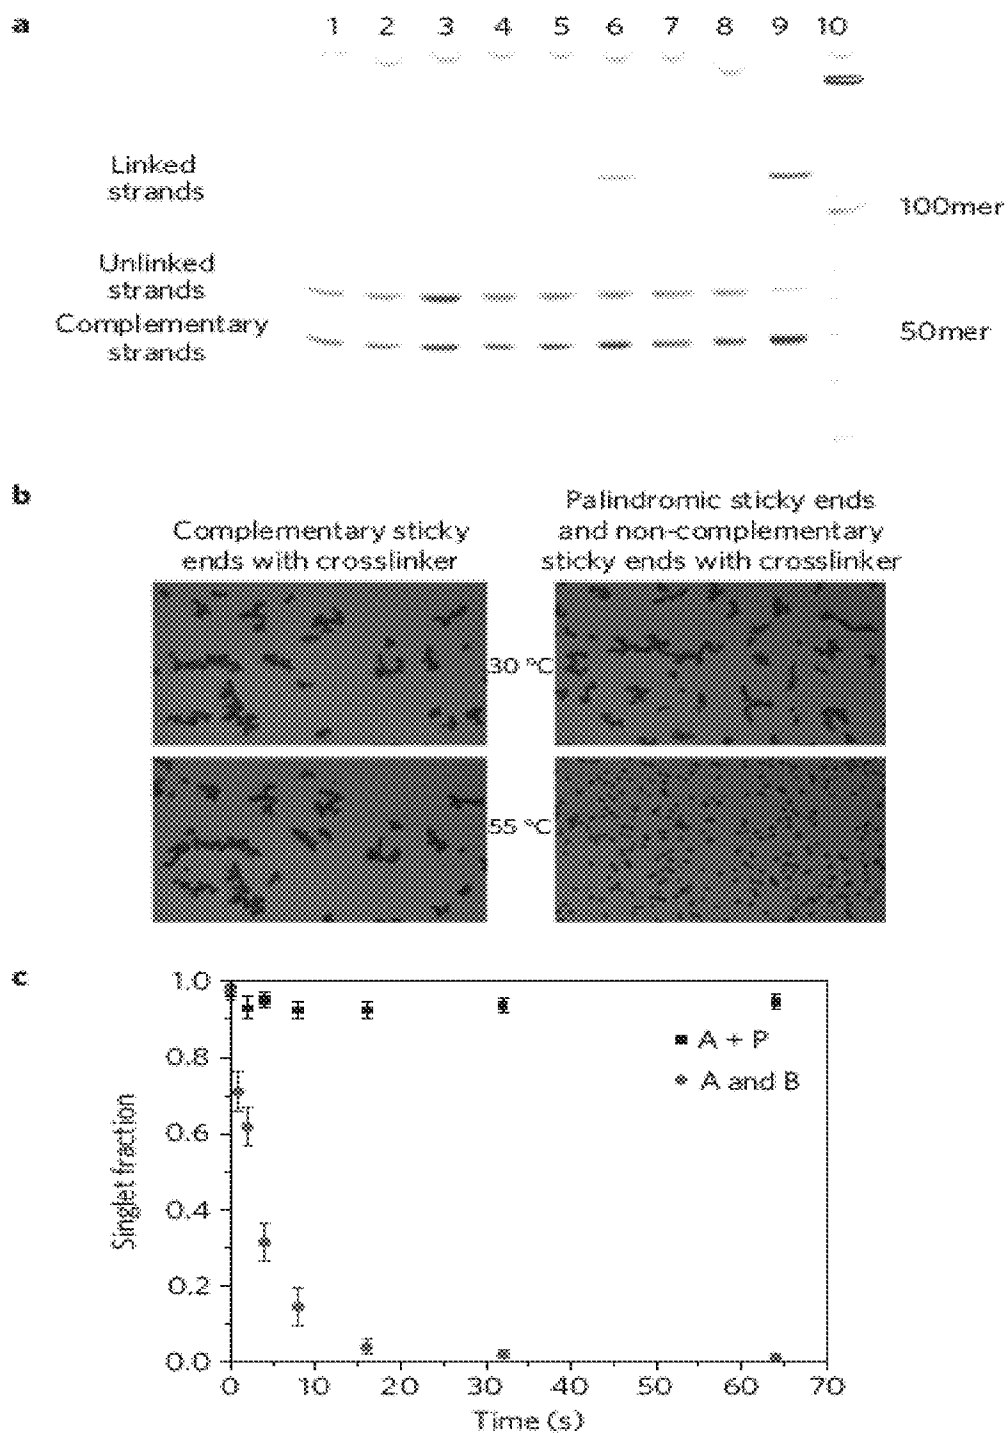 a
1 2 3 4 5 6 7 8 9 10
Linked
strands
100mer
Unlinked
strands
Complementary
strands
50mer
b
Complementary sticky
ends with crosslinker
Palindromic sticky ends
and non-complementary
sticky ends with crosslinker
30 °C
55 °C
c
1.0
0.8
0.6
0.4
0.2
0.0
Singlet fraction
A + P
A and B
0 10 20 30 40 50 60 70
Time (s)